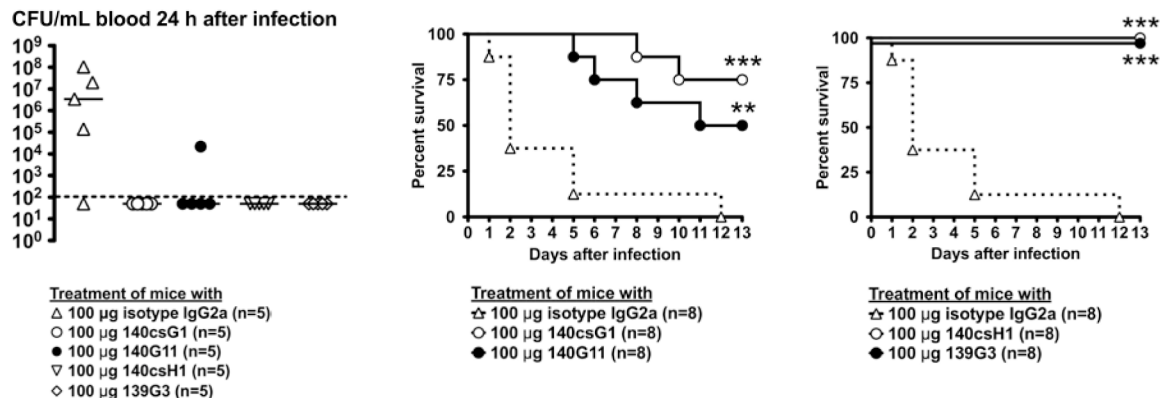 CFU/mL blood 24 h after infection
10⁹
10⁸
10⁷
10⁶
10⁵
10⁴
10³
10²
10¹
10⁰
Treatment of mice with
△ 100 µg isotype IgG2a (n=5)
○ 100 µg 140csG1 (n=5)
● 100 µg 140G11 (n=5)
▽ 100 µg 140csH1 (n=5)
◇ 100 µg 139G3 (n=5)
Percent survival
100
75
50
25
0
***
**
0 1 2 3 4 5 6 7 8 9 10 11 12 13
Days after infection
Treatment of mice with
△ 100 µg isotype IgG2a (n=8)
○ 100 µg 140csG1 (n=8)
● 100 µg 140G11 (n=8)
Percent survival
100
75
50
25
0
***
***
0 1 2 3 4 5 6 7 8 9 10 11 12 13
Days after infection
Treatment of mice with
△ 100 µg isotype IgG2a (n=8)
○ 100 µg 140csH1 (n=8)
● 100 µg 139G3 (n=8)